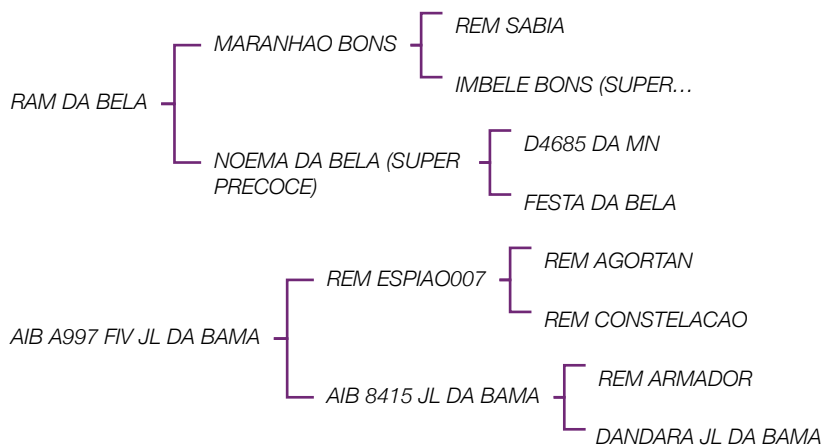 REM SABIA
MARANHAO BONS
IMBELE BONS (SUPER…
RAM DA BELA
D4685 DA MN
NOEMA DA BELA (SUPER
PRECOCE)
FESTA DA BELA
REM AGORTAN
REM ESPIAO007
REM CONSTELACAO
AIB A997 FIV JL DA BAMA
REM ARMADOR
AIB 8415 JL DA BAMA
DANDARA JL DA BAMA